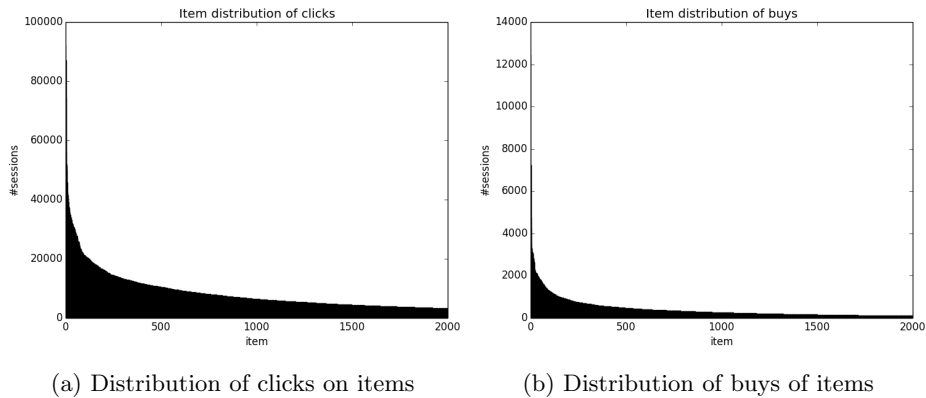 Item distribution of clicks
100000
80000
60000
40000
20000
0
#sessions
0 500 1000 1500 2000
item
(a) Distribution of clicks on items
Item distribution of buys
14000
12000
10000
8000
6000
4000
2000
0
#sessions
0 500 1000 1500 2000
item
(b) Distribution of buys of items